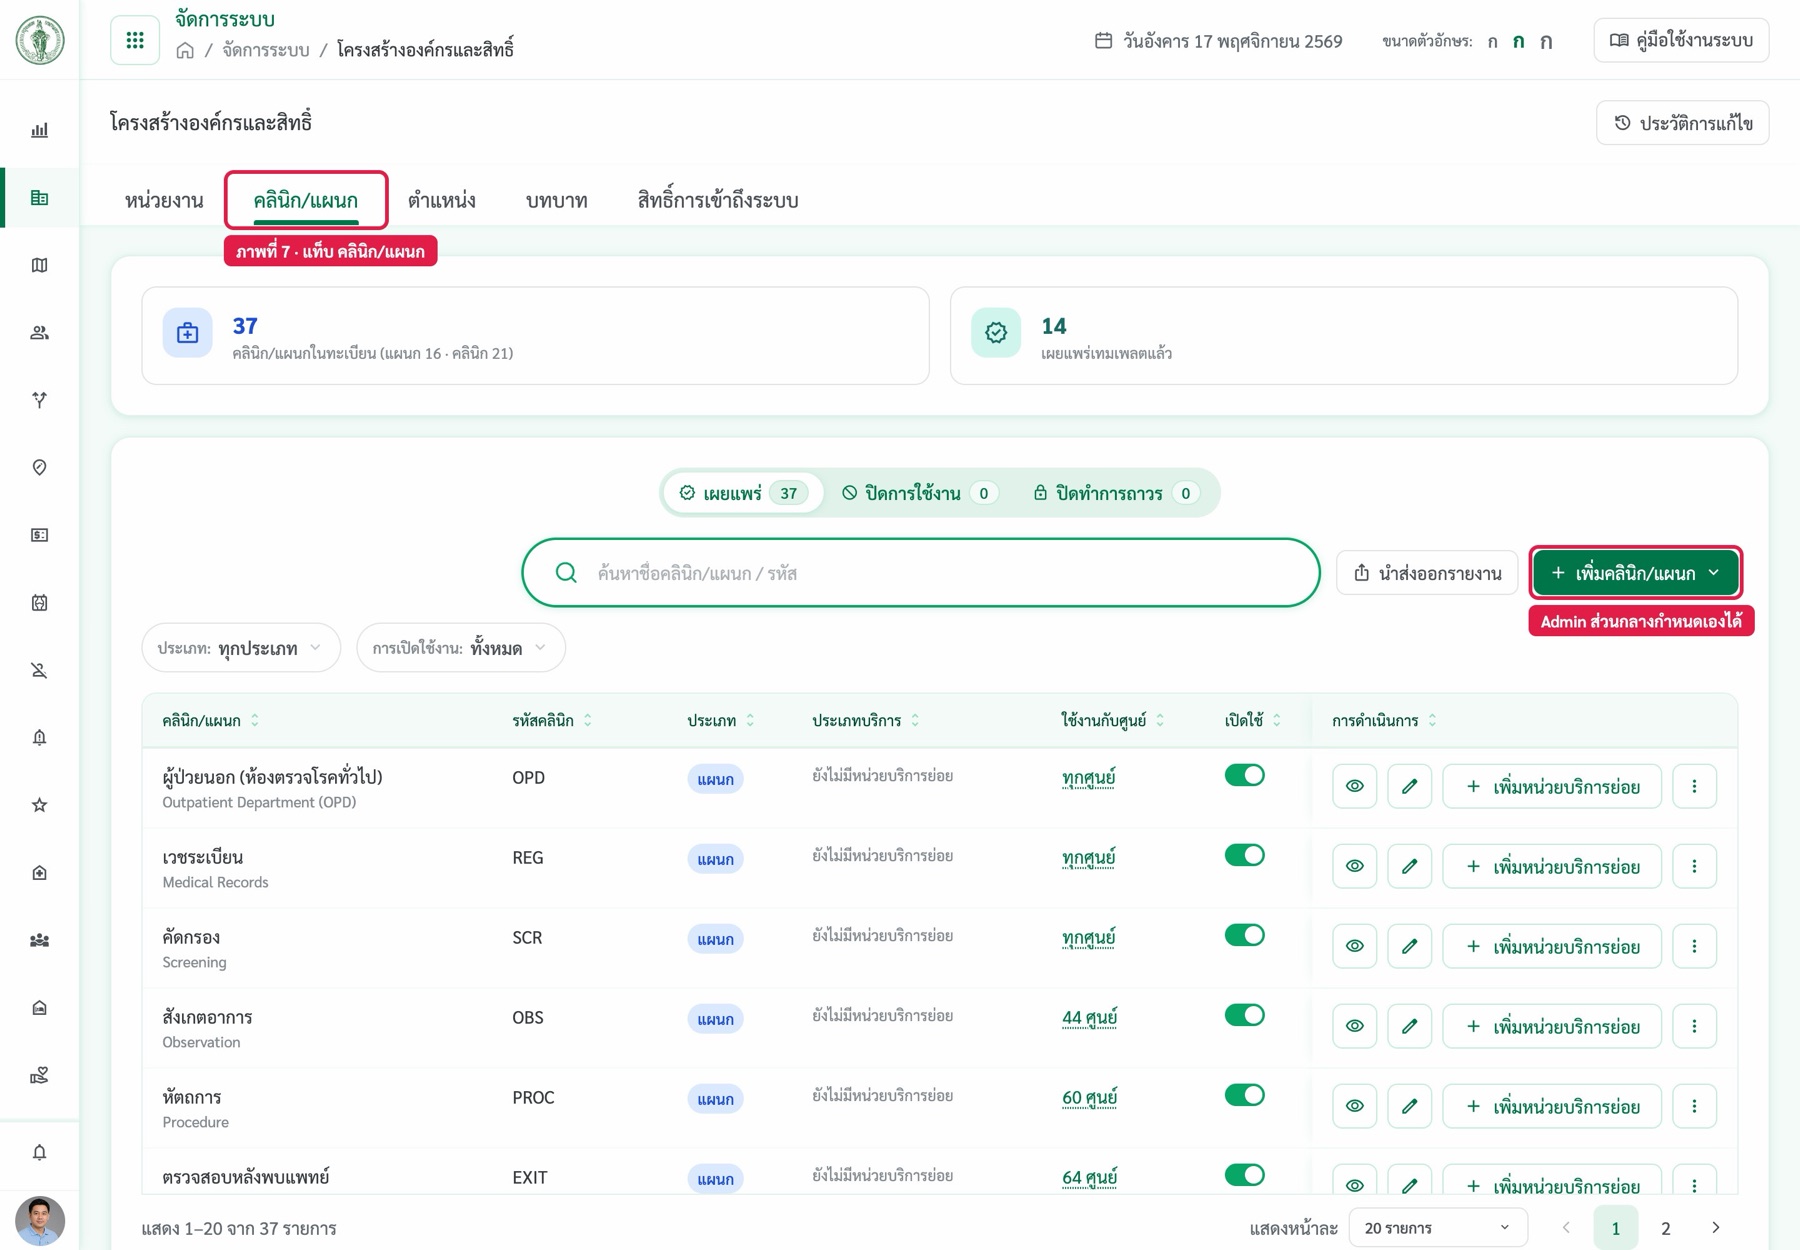 จัดการระบบ
/ จัดการระบบ / โครงสร้างองค์กรและสิทธิ์
วันอังคาร 17 พฤศจิกายน 2569
ขนาดตัวอักษร: ก ก ก
คู่มือใช้งานระบบ
โครงสร้างองค์กรและสิทธิ์
ประวัติการแก้ไข
หน่วยงาน คลินิก/แผนก ตำแหน่ง บทบาท สิทธิ์การเข้าถึงระบบ
ภาพที่ 7 · แท็บ คลินิก/แผนก
37
คลินิก/แผนกในทะเบียน (แผนก 16 · คลินิก 21)
14
เผยแพร่เทมเพลตแล้ว
เผยแพร่ 37 ปิดการใช้งาน 0 ปิดทำการถาวร 0
ค้นหาชื่อคลินิก/แผนก / รหัส
นำส่งออกรายงาน
+ เพิ่มคลินิก/แผนก
Admin ส่วนกลางกำหนดเองได้
ประเภท: ทุกประเภท การเปิดใช้งาน: ทั้งหมด
คลินิก/แผนก รหัสคลินิก ประเภท ประเภทบริการ ใช้งานกับศูนย์ เปิดใช้ การดำเนินการ
ผู้ป่วยนอก (ห้องตรวจโรคทั่วไป) OPD แผนก ยังไม่มีหน่วยบริการย่อย ทุกศูนย์ + เพิ่มหน่วยบริการย่อย
Outpatient Department (OPD)
เวชระเบียน REG แผนก ยังไม่มีหน่วยบริการย่อย ทุกศูนย์ + เพิ่มหน่วยบริการย่อย
Medical Records
คัดกรอง SCR แผนก ยังไม่มีหน่วยบริการย่อย ทุกศูนย์ + เพิ่มหน่วยบริการย่อย
Screening
สังเกตอาการ OBS แผนก ยังไม่มีหน่วยบริการย่อย 44 ศูนย์ + เพิ่มหน่วยบริการย่อย
Observation
หัตถการ PROC แผนก ยังไม่มีหน่วยบริการย่อย 60 ศูนย์ + เพิ่มหน่วยบริการย่อย
Procedure
ตรวจสอบหลังพบแพทย์ EXIT แผนก ยังไม่มีหน่วยบริการย่อย 64 ศูนย์ + เพิ่มหน่วยบริการย่อย
แสดง 1–20 จาก 37 รายการ
แสดงหน้าละ 20 รายการ < 1 2 >